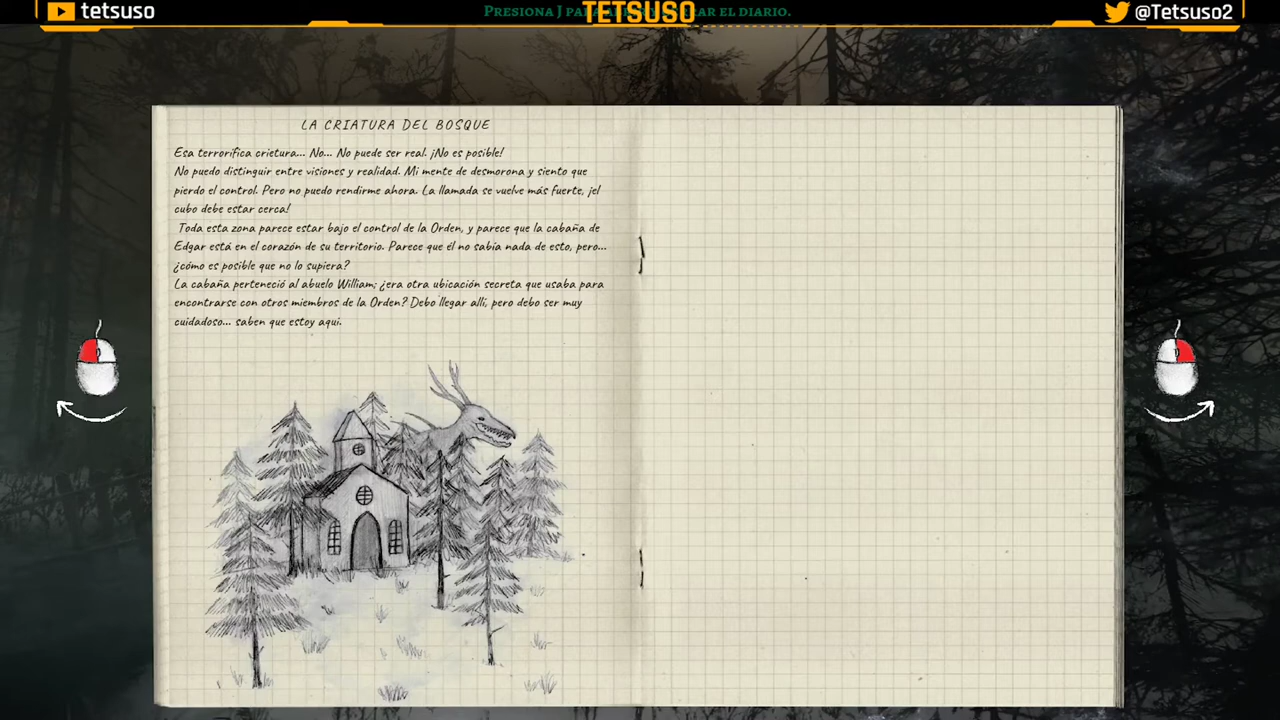 tetsuso
PRESIONA J PA AR EL DIARIO.
TETSUSO
@Tetsuso2
LA CRIATURA DEL BOSQUE
Esa terrorífica crietura... No... No puede ser real. ¡No es posible!
No puedo distinguir entre visiones y realidad. Mi mente de desmorona y siento que
pierdo el control. Pero no puedo rendirme ahora. La llamada se vuelve más fuerte, ¡el
cubo debe estar cerca!
Toda esta zona parece estar bajo el control de la Orden, y parece que la cabaña de
Edgar está en el corazón de su territorio. Parece que él no sabía nada de esto, pero...
¿cómo es posible que no lo supiera?
La cabaña perteneció al abuelo William; ¿era otra ubicación secreta que usaba para
encontrarse con otros miembros de la Orden? Debo llegar allí, pero debo ser muy
cuidadoso... saben que estoy aquí.